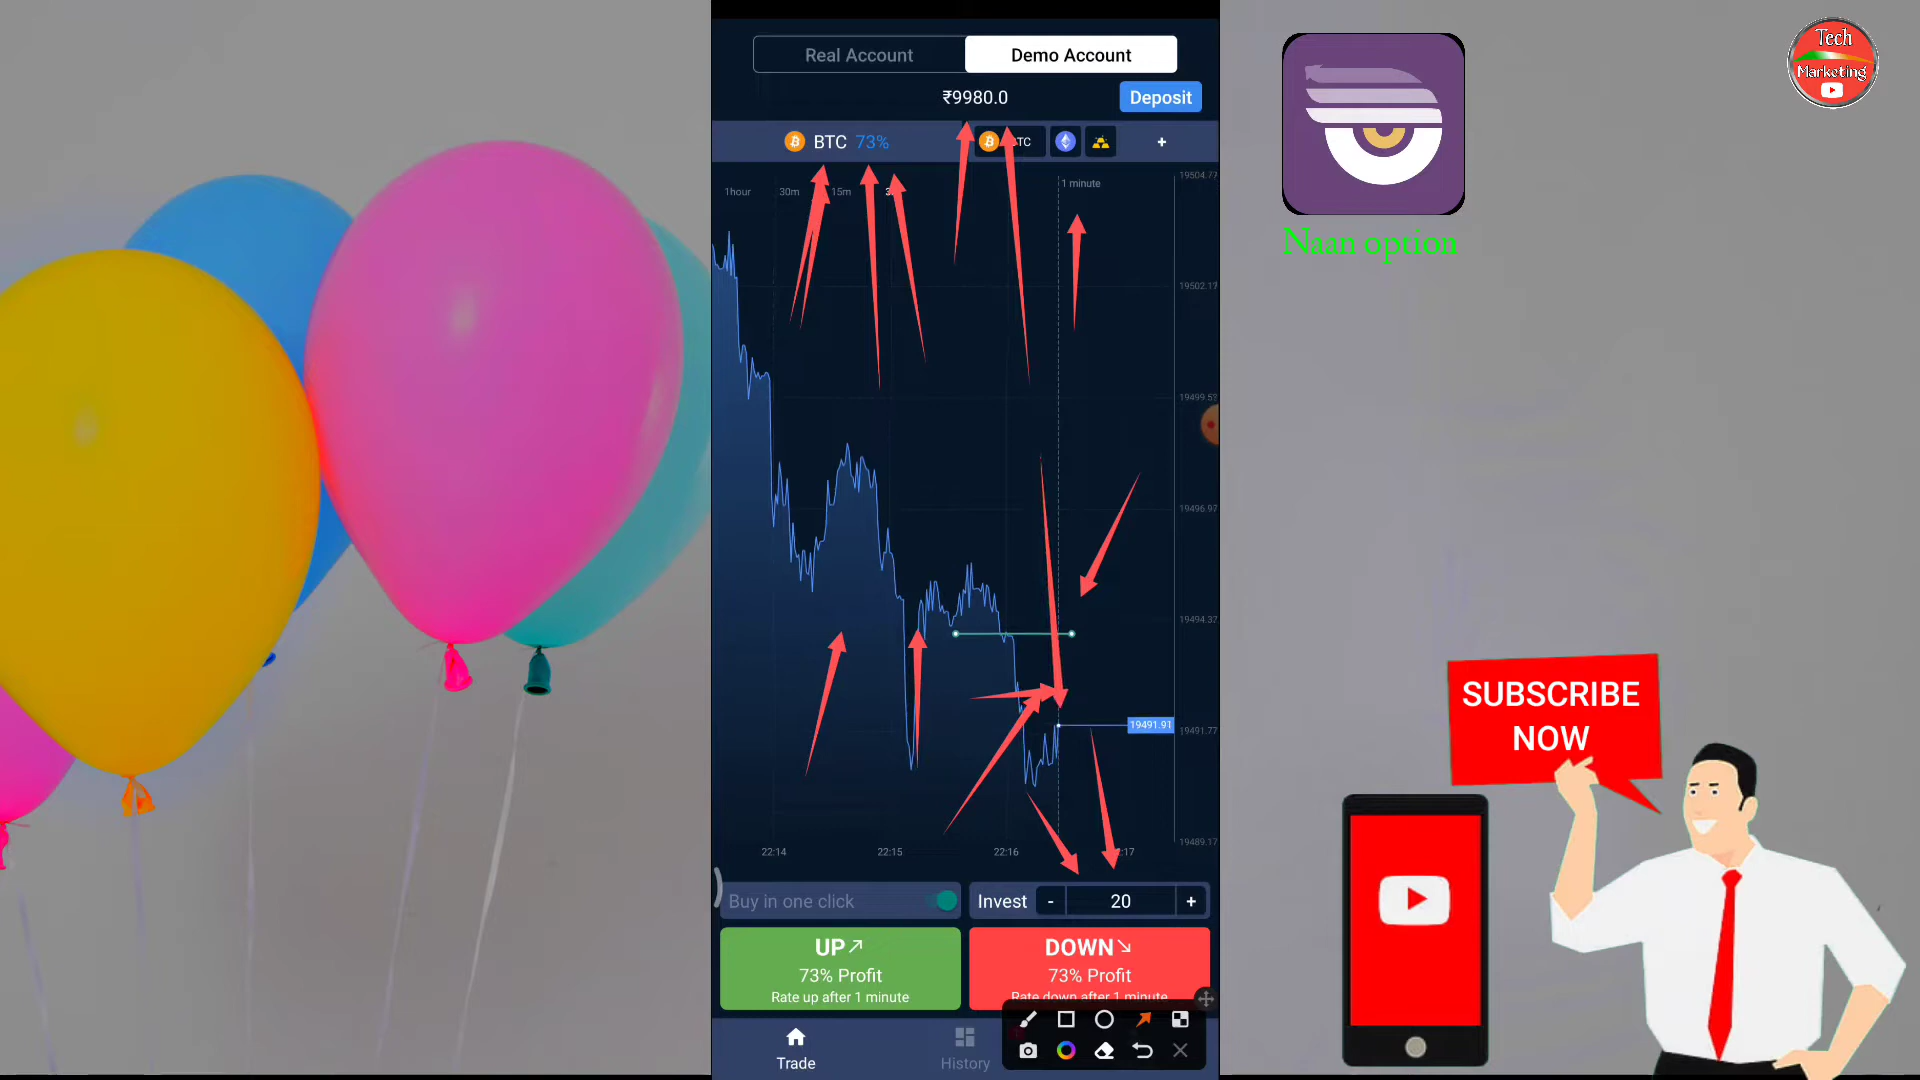 Real Account
Demo Account
₹9980.0
Deposit
BTC 73%
1hour
30m
15m
1 minute
19504.77
19502.17
19499.57
19496.97
19494.37
19491.91
19491.77
19489.17
22:14
22:15
22:16
Buy in one click
Invest
-
20
+
UP
73% Profit
Rate up after 1 minute
DOWN
73% Profit
Rate down after 1 minute
Trade
History
Naan option
Tech
Marketing
SUBSCRIBE
NOW